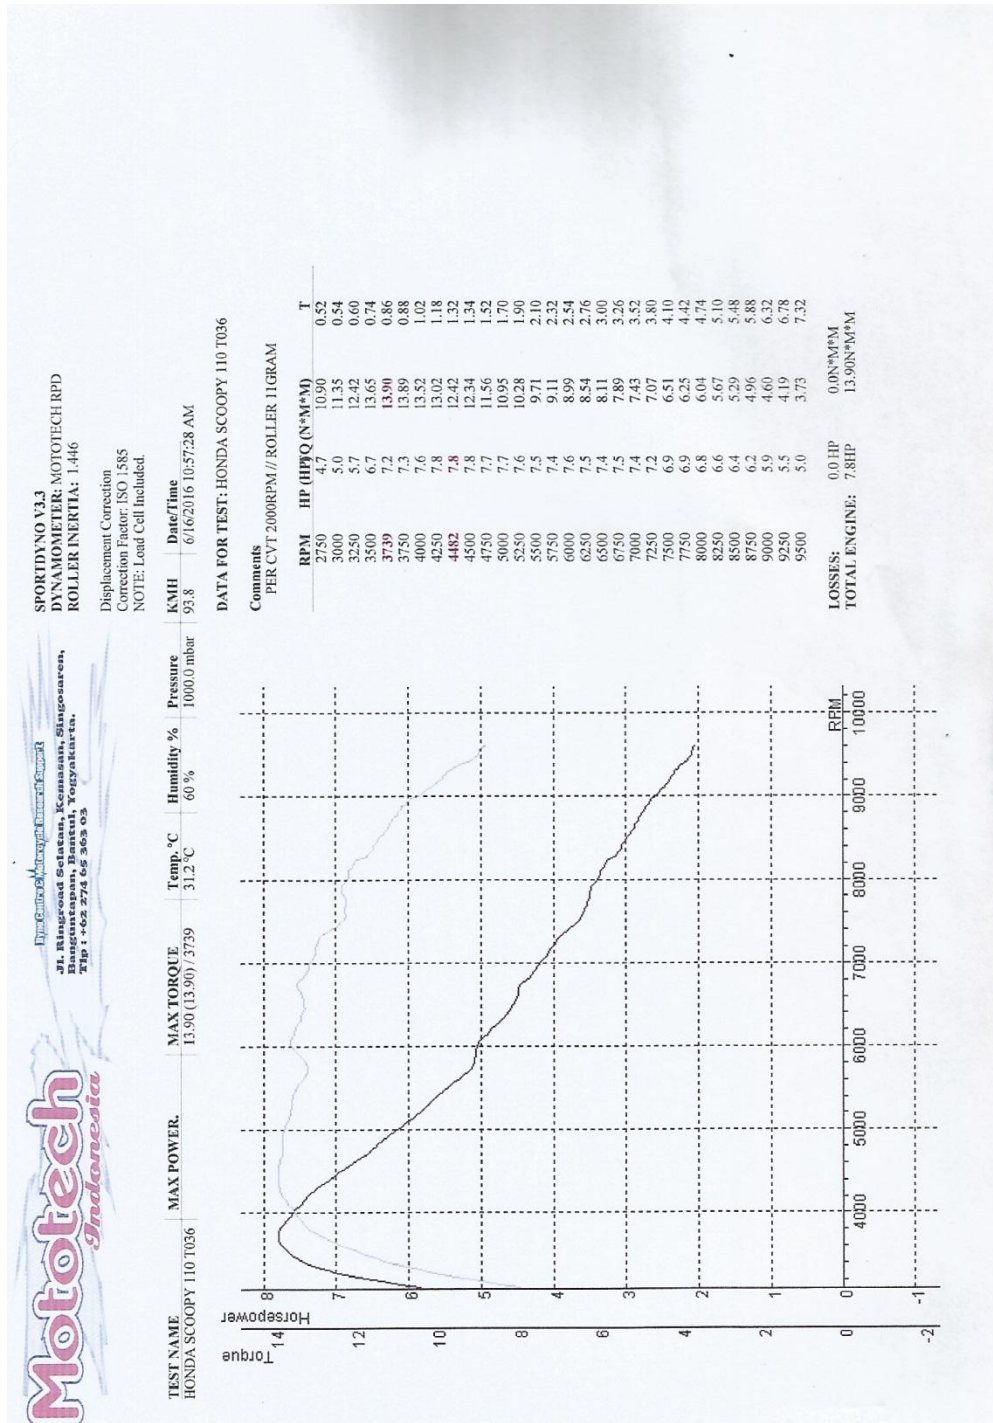 Mototech
Indonesia
Dyno Centre & Motorcycle Research Support
Jl. Ringroad Selatan, Kemasan, Singosaren,
Banguntapan, Bantul, Yogyakarta.
Tlp : +62 274 65 363 03
SPORTDYNO V3.3
DYNAMOMETER: MOTOTECH RPD
ROLLER INERTIA: 1.446
Displacement Correction
Correction Factor: ISO 1585
NOTE: Load Cell Included.
TEST NAME MAX POWER. MAX TORQUE Temp. °C Humidity % Pressure KMH Date/Time
HONDA SCOOPY 110 T036 13.90 (13.90) / 3739 31.2 °C 60 % 1000.0 mbar 93.8 6/16/2016 10:57:28 AM
DATA FOR TEST: HONDA SCOOPY 110 T036
Torque
Horsepower
14
12
10
8
6
4
0
-2
8
7
6
5
4
3
2
1
0
-1
4000 5000 6000 7000 8000 9000 10000
RPM
Comments
PER CVT 2000RPM // ROLLER 11GRAM
RPM HP (HP)TQ (N*M*M) T
2750 4.7 10.90 0.52
3000 5.0 11.35 0.54
3250 5.7 12.42 0.60
3500 6.7 13.65 0.74
3739 7.2 13.90 0.86
3750 7.3 13.89 0.88
4000 7.6 13.52 1.02
4250 7.8 13.02 1.18
4482 7.8 12.42 1.32
4500 7.8 12.34 1.34
4750 7.7 11.56 1.52
5000 7.7 10.95 1.70
5250 7.6 10.28 1.90
5500 7.5 9.71 2.10
5750 7.4 9.11 2.32
6000 7.6 8.99 2.54
6250 7.5 8.54 2.76
6500 7.4 8.11 3.00
6750 7.5 7.89 3.26
7000 7.4 7.43 3.52
7250 7.2 7.07 3.80
7500 6.9 6.51 4.10
7750 6.9 6.25 4.42
8000 6.8 6.04 4.74
8250 6.6 5.67 5.10
8500 6.4 5.29 5.48
8750 6.2 4.96 5.88
9000 5.9 4.60 6.32
9250 5.5 4.19 6.78
9500 5.0 3.73 7.32
LOSSES: 0.0 HP 0.0N*M*M
TOTAL ENGINE: 7.8HP 13.90N*M*M